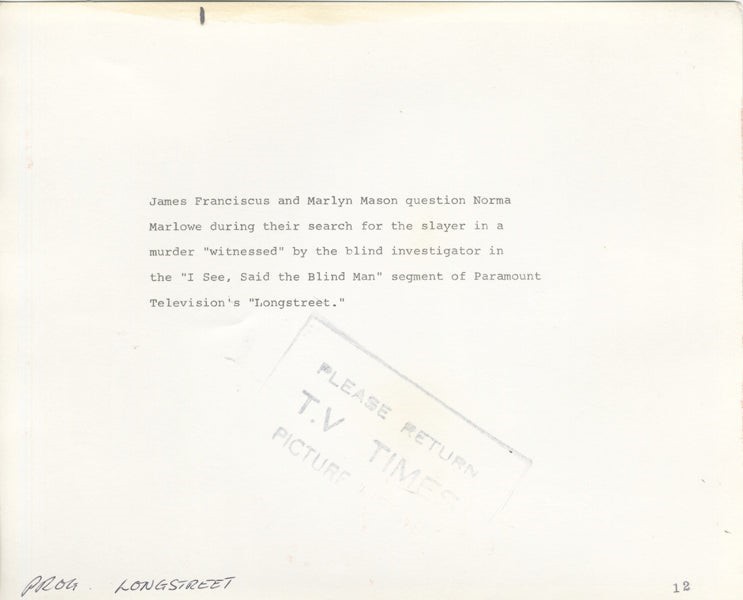 James Franciscus and Marlyn Mason question Norma
Marlowe during their search for the slayer in a
murder "witnessed" by the blind investigator in
the "I See, Said the Blind Man" segment of Paramount
Television's "Longstreet."
PLEASE RETURN
T.V TIMES
PICTURE
PROG. LONGSTREET
12